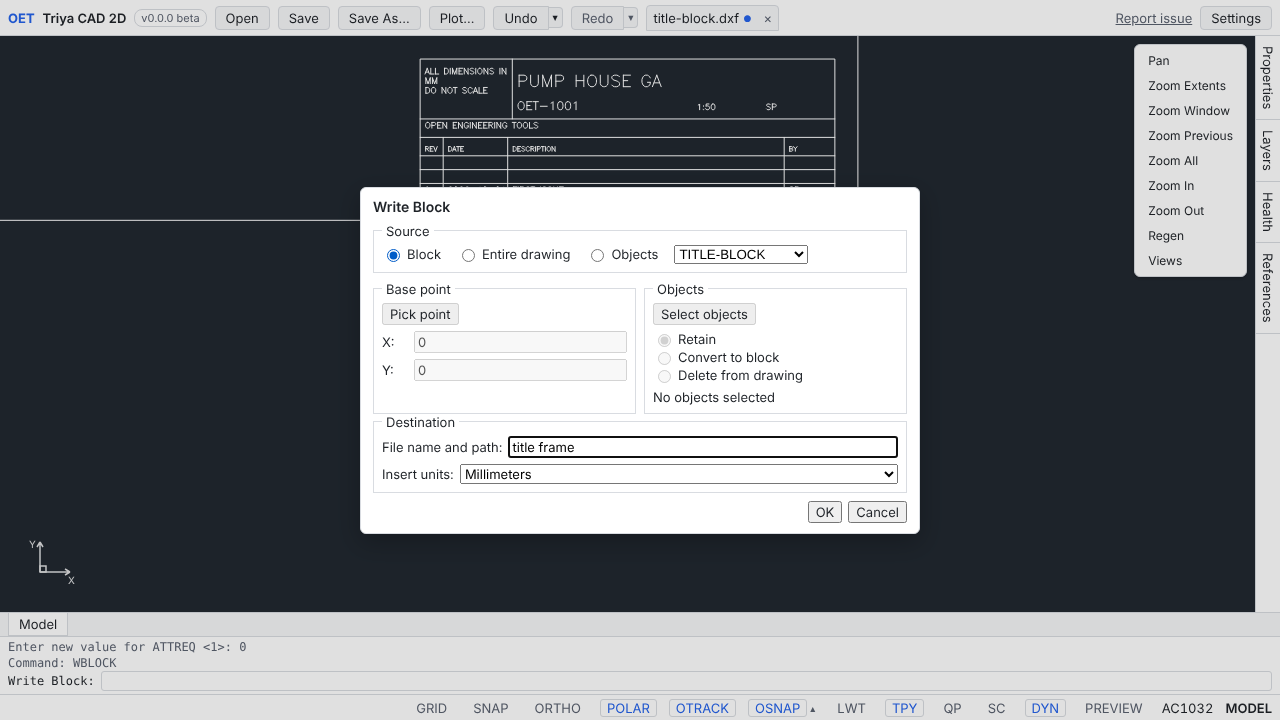 OET Triya CAD 2D v0.0.0 beta Open Save Save As... Plot... Undo ▾ Redo ▾ title-block.dxf ● × Report issue Settings
ALL DIMENSIONS IN
MM
DO NOT SCALE
PUMP HOUSE GA
OET-1001 1:50 SP
OPEN ENGINEERING TOOLS
REV DATE DESCRIPTION BY
Pan
Zoom Extents
Zoom Window
Zoom Previous
Zoom All
Zoom In
Zoom Out
Regen
Views
Properties
Layers
Health
References
Write Block
Source
Block Entire drawing Objects TITLE-BLOCK
Base point
Pick point
X: 0
Y: 0
Objects
Select objects
Retain
Convert to block
Delete from drawing
No objects selected
Destination
File name and path: title frame
Insert units: Millimeters
OK Cancel
Y
X
Model
Enter new value for ATTREQ <1>: 0
Command: WBLOCK
Write Block:
GRID SNAP ORTHO POLAR OTRACK OSNAP ▴ LWT TPY QP SC DYN PREVIEW AC1032 MODEL